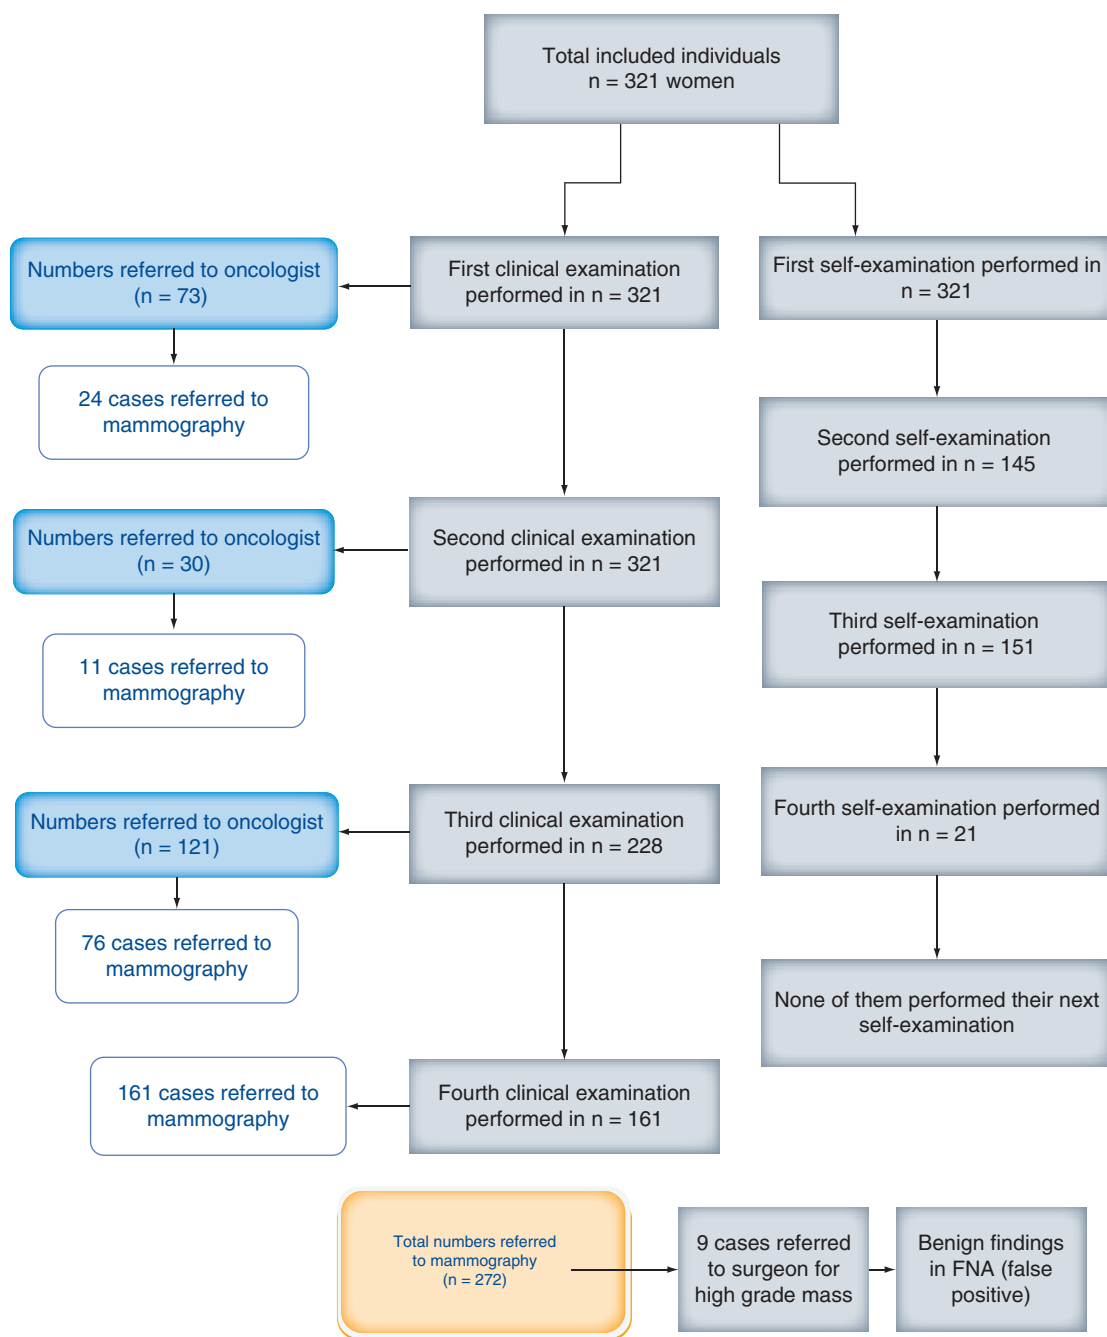 Total included individuals
n = 321 women
Numbers referred to oncologist
(n = 73)
First clinical examination
performed in n = 321
First self-examination performed in
n = 321
24 cases referred to
mammography
Second self-examination
performed in n = 145
Numbers referred to oncologist
(n = 30)
Second clinical examination
performed in n = 321
Third self-examination
performed in n = 151
11 cases referred to
mammography
Numbers referred to oncologist
(n = 121)
Third clinical examination
performed in n = 228
Fourth self-examination performed
in n = 21
76 cases referred to
mammography
None of them performed their next
self-examination
161 cases referred to
mammography
Fourth clinical examination
performed in n = 161
Total numbers referred
to mammography
(n = 272)
9 cases referred
to surgeon for
high grade mass
Benign findings
in FNA (false
positive)